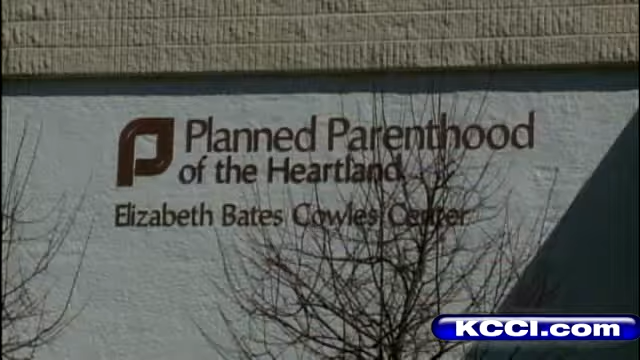 Planned Parenthood
of the Heartland
Elizabeth Bates Cowles Center
KCCI.com